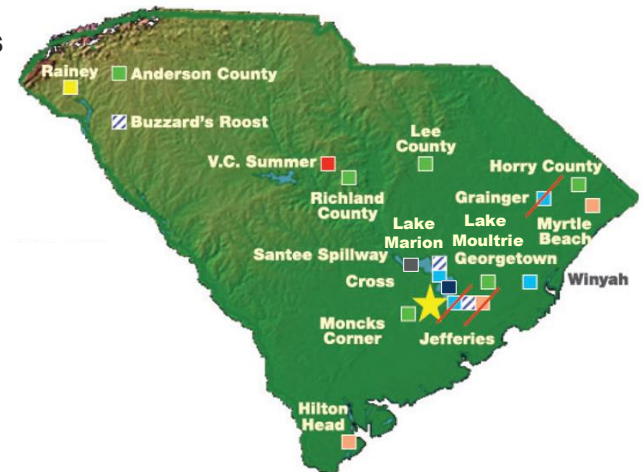 s
Rainey
Anderson County
Buzzard's Roost
Lee
County
V.C. Summer
Horry County
Richland
County
Grainger
Myrtle
Beach
Lake
Marion
Lake
Moultrie
Santee Spillway
Georgetown
Cross
Winyah
Moncks
Corner
Jefferies
Hilton
Head